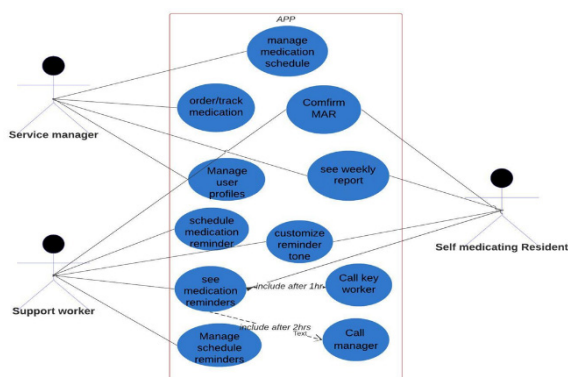 APP
manage
medication
schedule
order/track
medication
Comfirm
MAR
Service manager
Manage
user
profiles
see weekly
report
schedule
medication
reminder
customize
reminder
tone
Self medicating Resident
see
medication
reminders
include after 1hr
Call key
worker
Support worker
include after 2hrs
Text
Manage
schedule
reminders
Call
manager